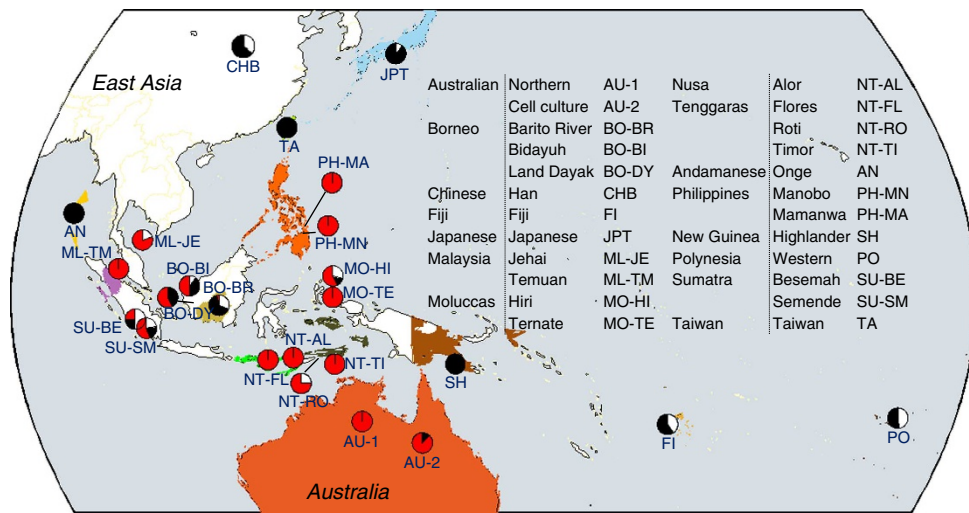 CHB
East Asia
JPT
Australian Northern AU-1 Nusa Alor NT-AL
Cell culture AU-2 Tenggaras Flores NT-FL
Borneo Barito River BO-BR Roti NT-RO
Bidayuh BO-BI Timor NT-TI
Land Dayak BO-DY Andamanese Onge AN
Chinese Han CHB Philippines Manobo PH-MN
Fiji Fiji FI Mamanwa PH-MA
Japanese Japanese JPT New Guinea Highlander SH
Malaysia Jehai ML-JE Polynesia Western PO
Temuan ML-TM Sumatra Besemah SU-BE
Moluccas Hiri MO-HI Semende SU-SM
Ternate MO-TE Taiwan Taiwan TA
TA
PH-MA
AN
ML-JE
PH-MN
ML-TM
BO-BI
MO-HI
BO-BR
MO-TE
BO-DY
SU-BE
SU-SM
NT-AL
NT-TI
NT-FL
SH
NT-RO
AU-1
FI
PO
AU-2
Australia